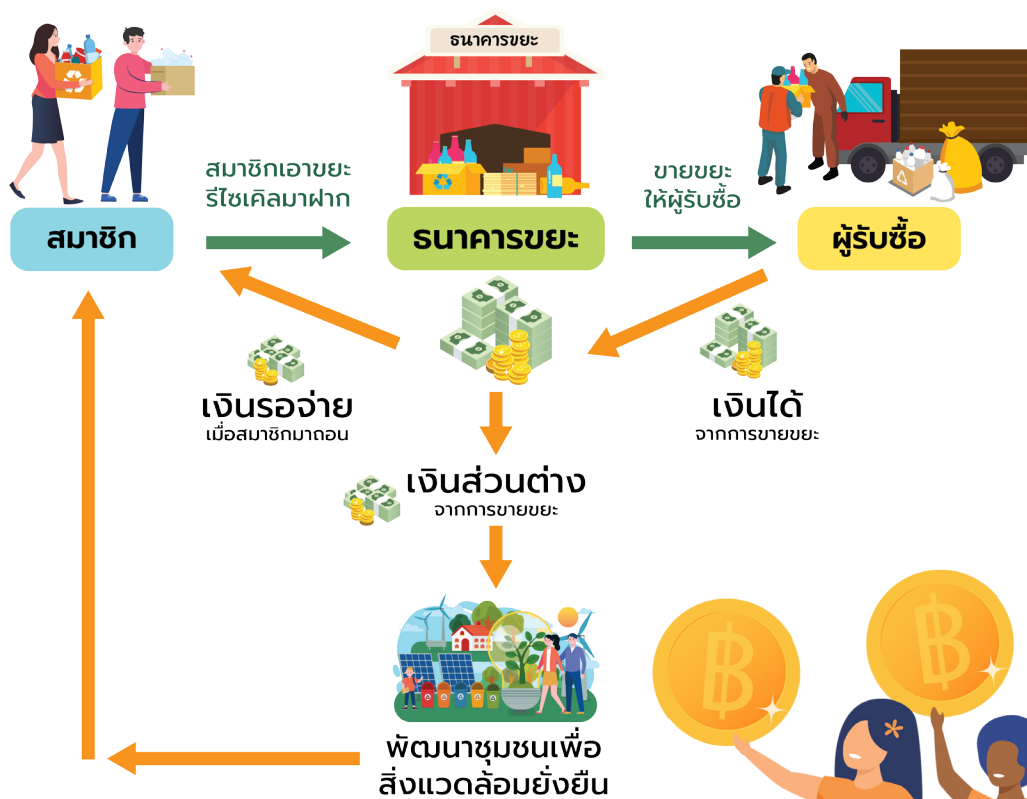 ธนาคารขยะ
สมาชิกเอาขยะ
รีไซเคิลมาฝาก
ขายขยะ
ให้ผู้รับซื้อ
สมาชิก
ธนาคารขยะ
ผู้รับซื้อ
เงินรอจ่าย
เมื่อสมาชิกมาถอน
เงินได้
จากการขายขยะ
เงินส่วนต่าง
จากการขายขยะ
พัฒนาชุมชนเพื่อ
สิ่งแวดล้อมยั่งยืน